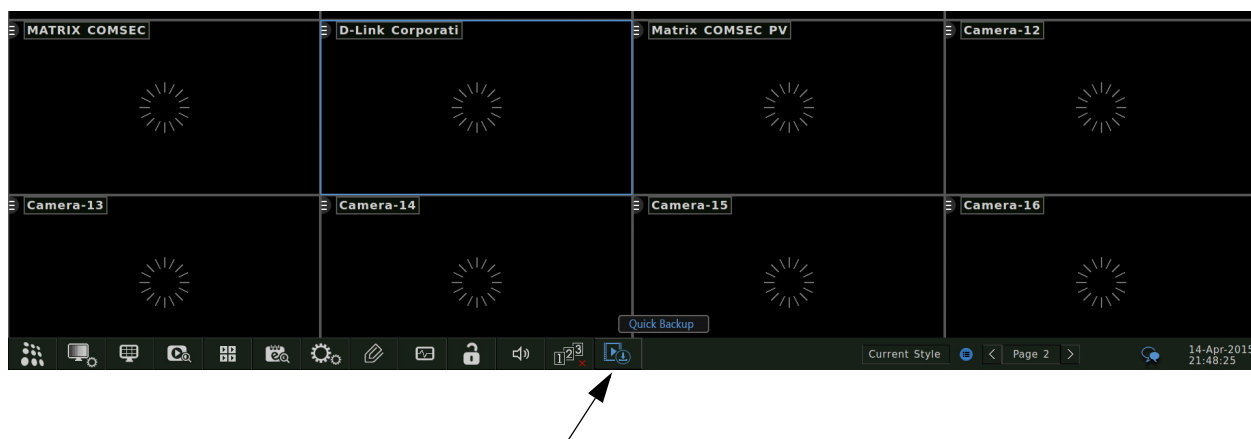 MATRIX COMSEC
D-Link Corporati
Matrix COMSEC PV
Camera-12
Camera-13
Camera-14
Camera-15
Camera-16
Quick Backup
123
Current Style
< Page 2 >
14-Apr-2015
21:48:25